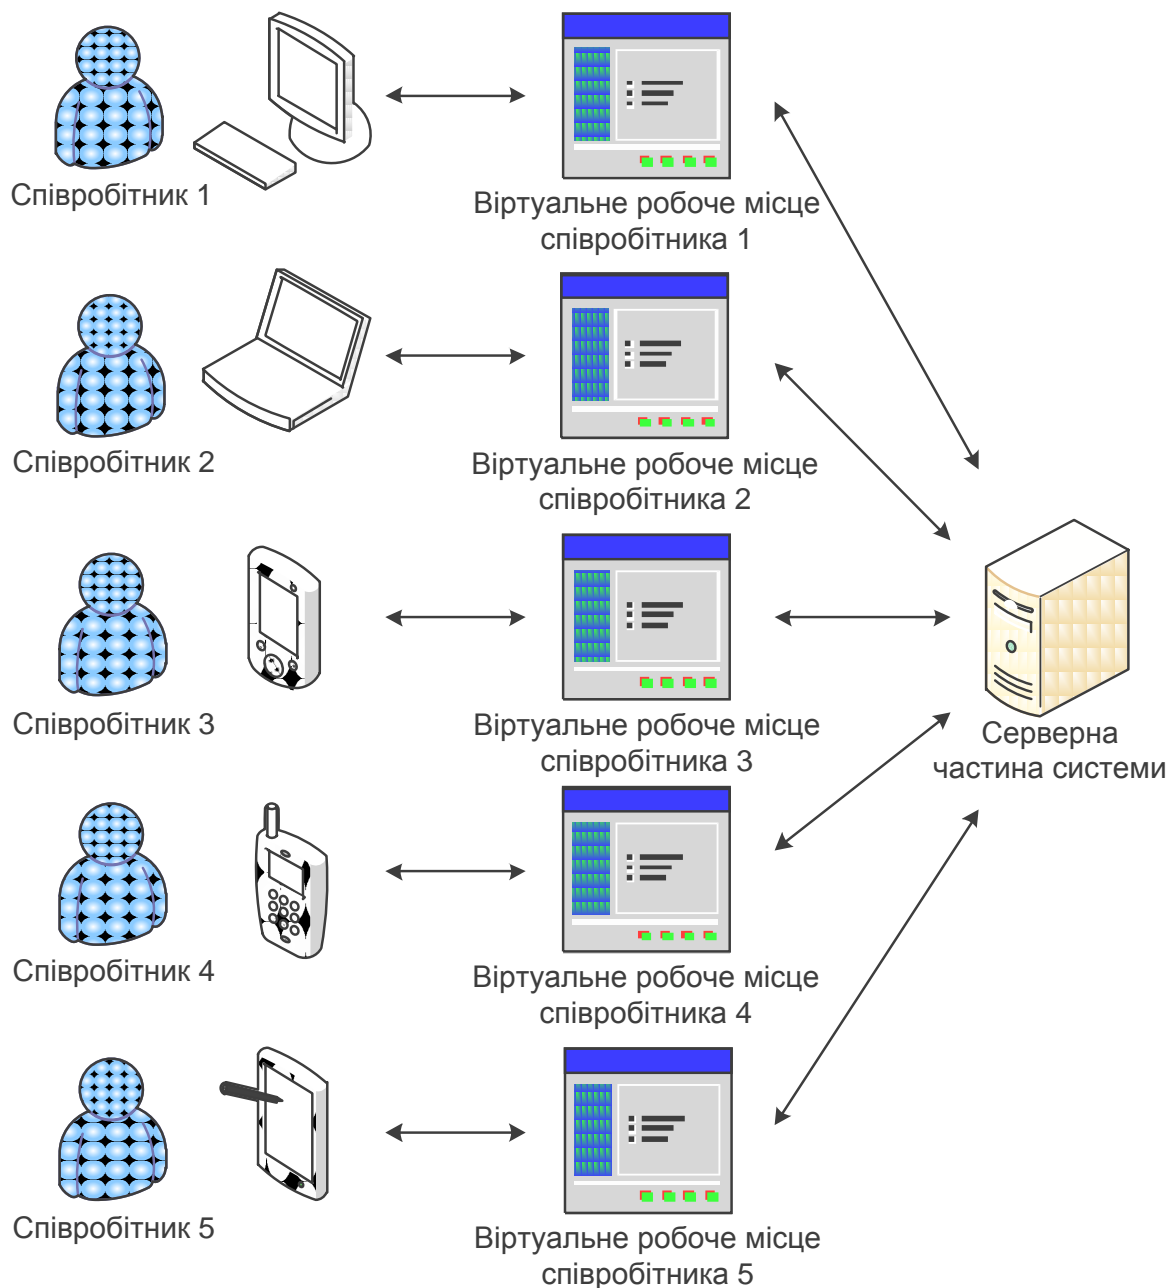 Співробітник 1
Віртуальне робоче місце
співробітника 1
Співробітник 2
Віртуальне робоче місце
співробітника 2
Співробітник 3
Віртуальне робоче місце
співробітника 3
Серверна
частина системи
Співробітник 4
Віртуальне робоче місце
співробітника 4
Співробітник 5
Віртуальне робоче місце
співробітника 5